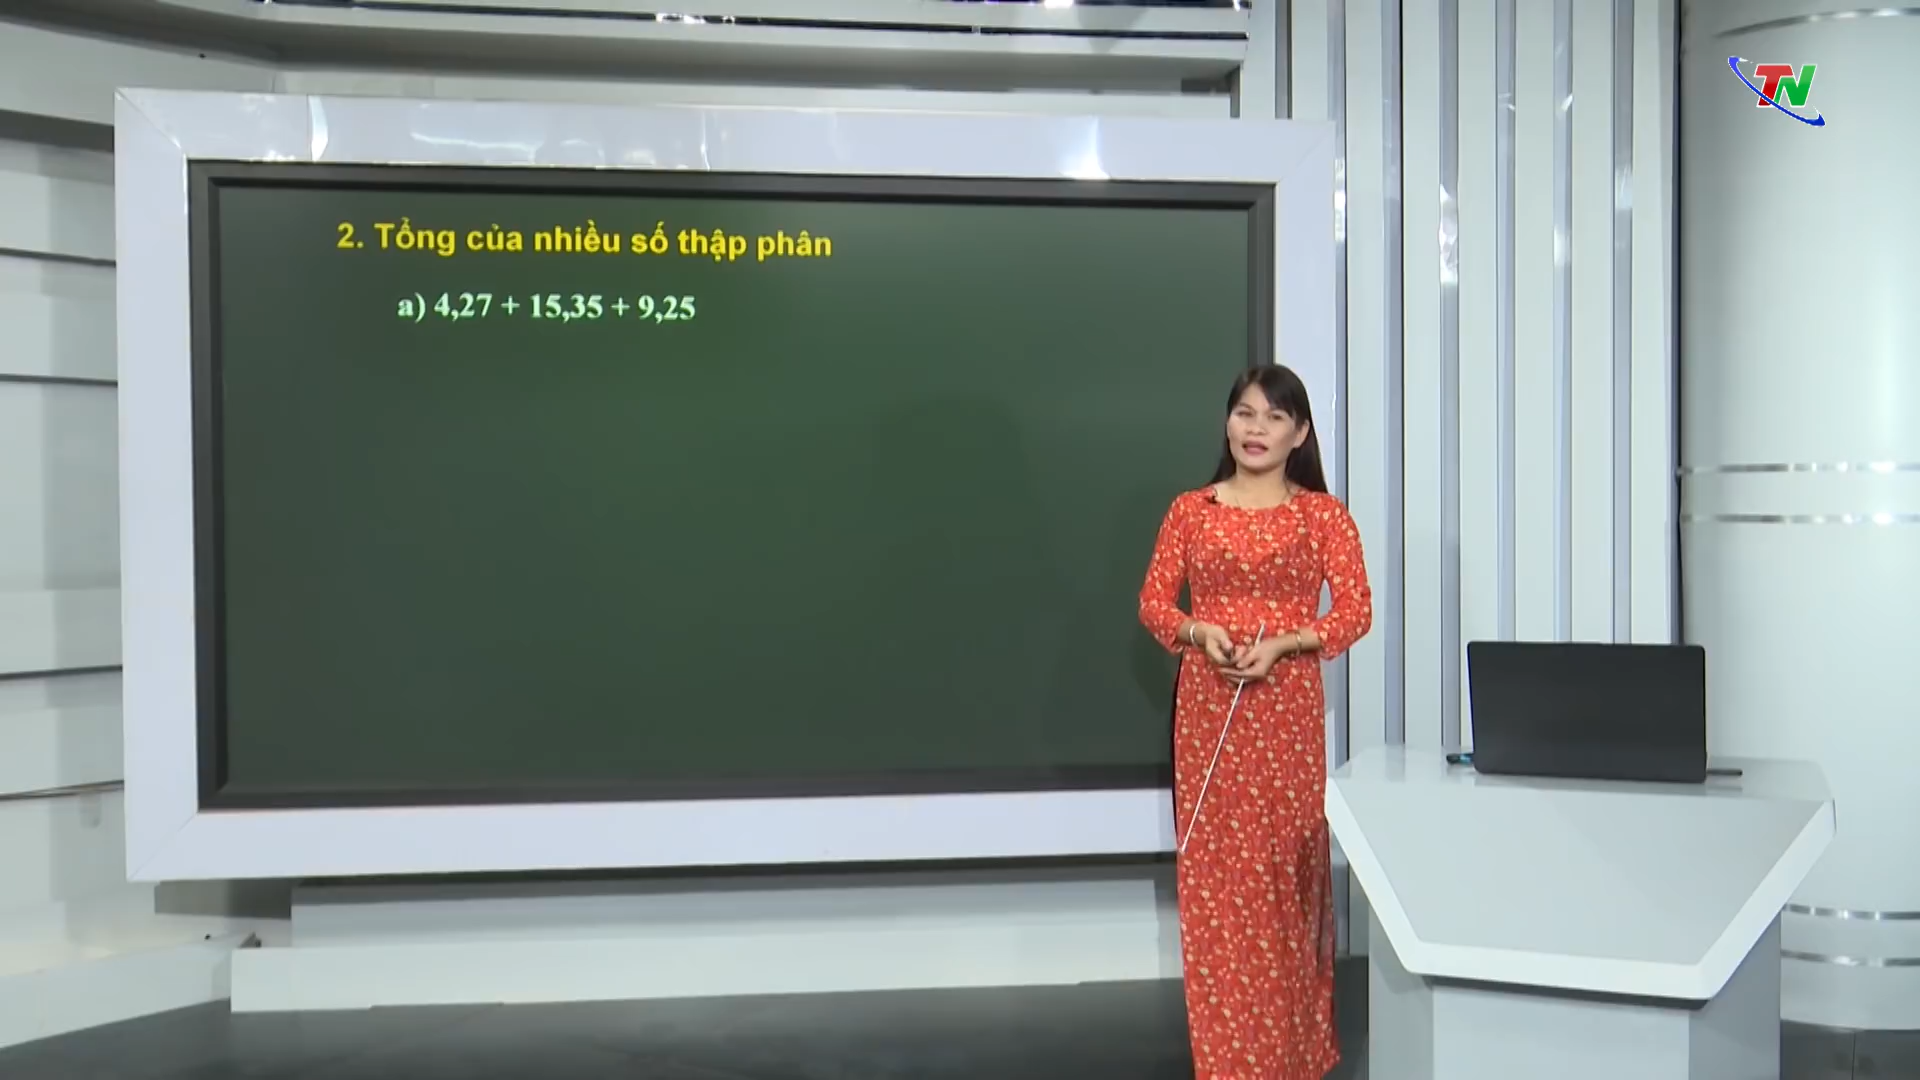 TN
2. Tổng của nhiều số thập phân
a) 4,27 + 15,35 + 9,25